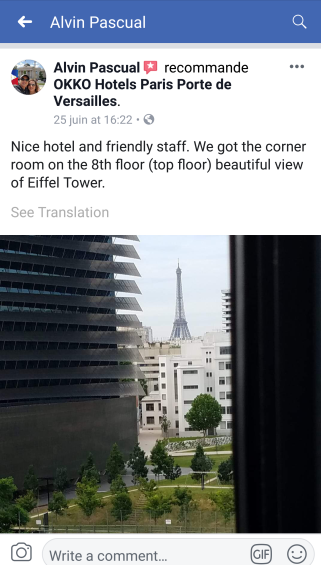 Alvin Pascual
Alvin Pascual recommande
OKKO Hotels Paris Porte de
Versailles.
25 juin at 16:22 •
Nice hotel and friendly staff. We got the corner
room on the 8th floor (top floor) beautiful view
of Eiffel Tower.
See Translation
Write a comment…
GIF